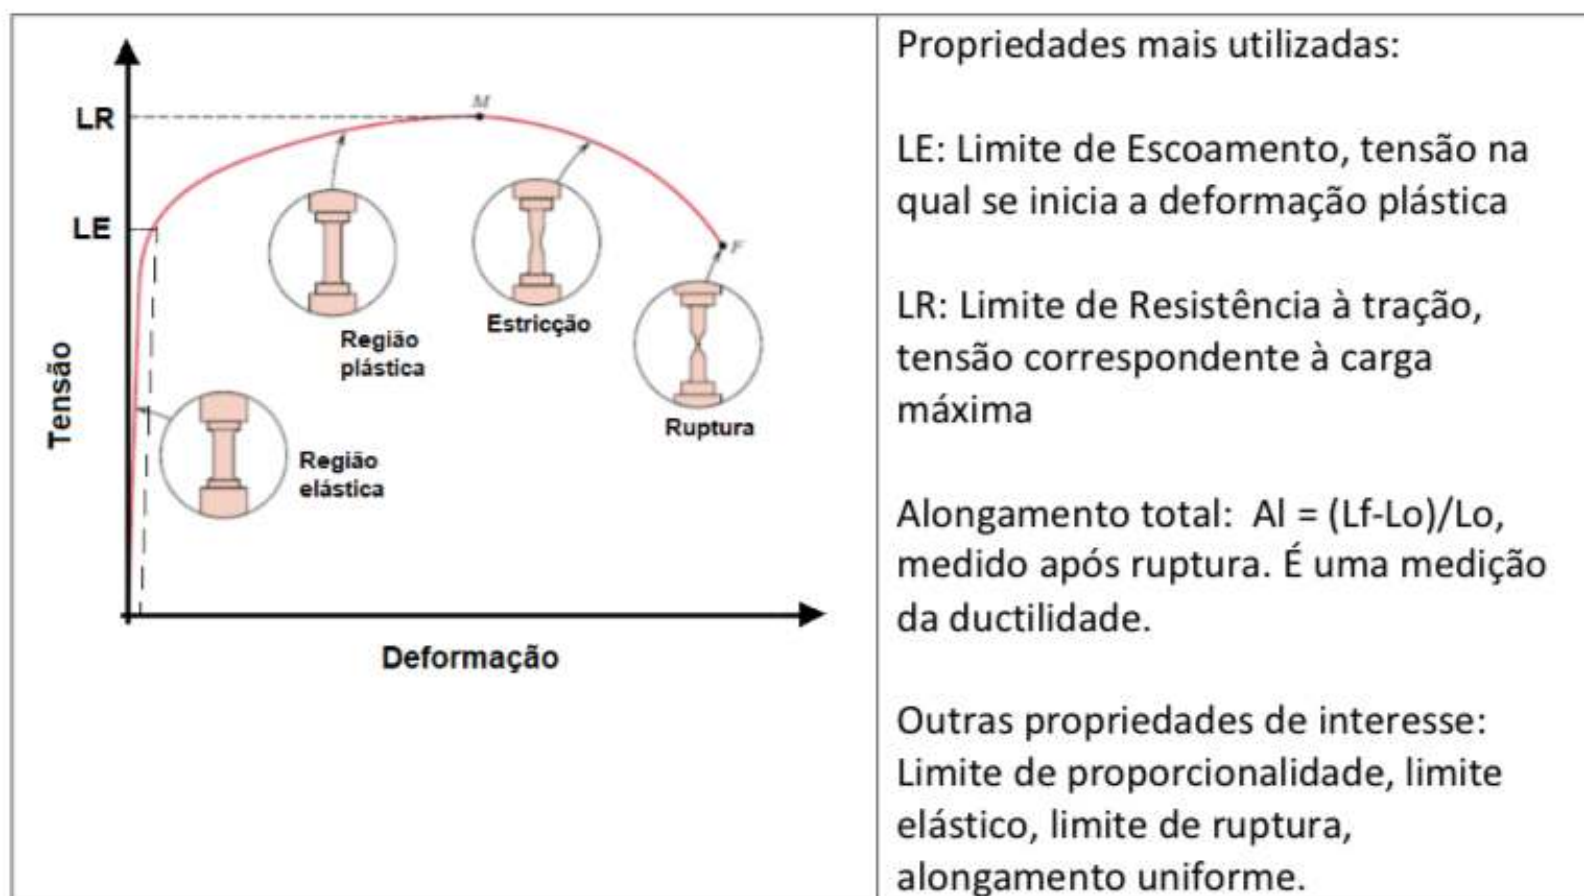 LR
M
LE
F
Estricção
Região
plástica
Ruptura
Tensão
Região
elástica
Deformação
Propriedades mais utilizadas:
LE: Limite de Escoamento, tensão na
qual se inicia a deformação plástica
LR: Limite de Resistência à tração,
tensão correspondente à carga
máxima
Alongamento total:  Al = (Lf-Lo)/Lo,
medido após ruptura. É uma medição
da ductilidade.
Outras propriedades de interesse:
Limite de proporcionalidade, limite
elástico, limite de ruptura,
alongamento uniforme.